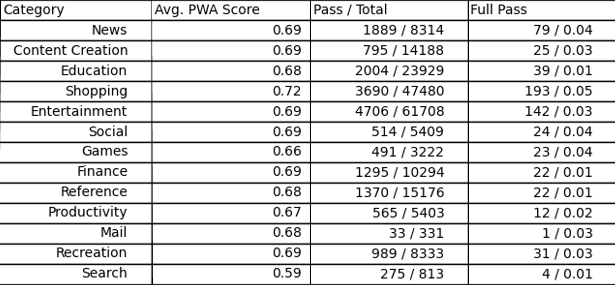 Category Avg. PWA Score Pass / Total Full Pass
News 0.69 1889 / 8314 79 / 0.04
Content Creation 0.69 795 / 14188 25 / 0.03
Education 0.68 2004 / 23929 39 / 0.01
Shopping 0.72 3690 / 47480 193 / 0.05
Entertainment 0.69 4706 / 61708 142 / 0.03
Social 0.69 514 / 5409 24 / 0.04
Games 0.66 491 / 3222 23 / 0.04
Finance 0.69 1295 / 10294 22 / 0.01
Reference 0.68 1370 / 15176 22 / 0.01
Productivity 0.67 565 / 5403 12 / 0.02
Mail 0.68 33 / 331 1 / 0.03
Recreation 0.69 989 / 8333 31 / 0.03
Search 0.59 275 / 813 4 / 0.01